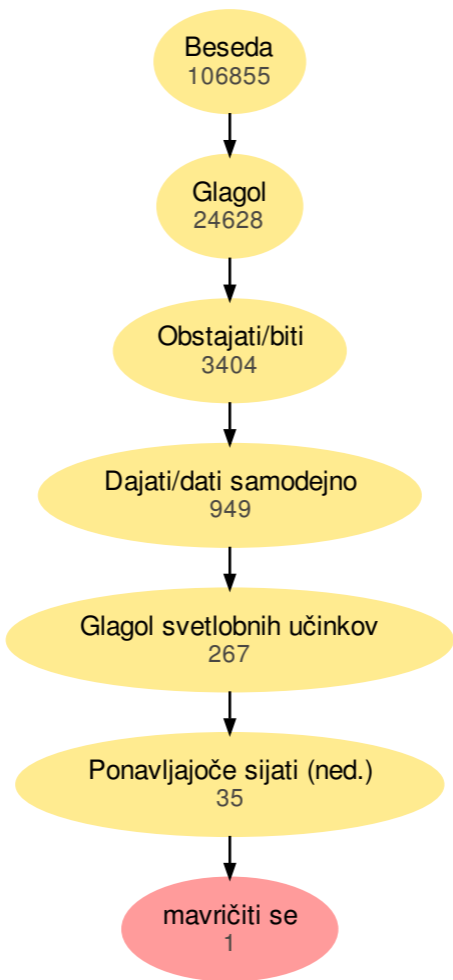 Beseda
106855
Glagol
24628
Obstajati/biti
3404
Dajati/dati samodejno
949
Glagol svetlobnih učinkov
267
Ponavljajoče sijati (ned.)
35
mavričiti se
1